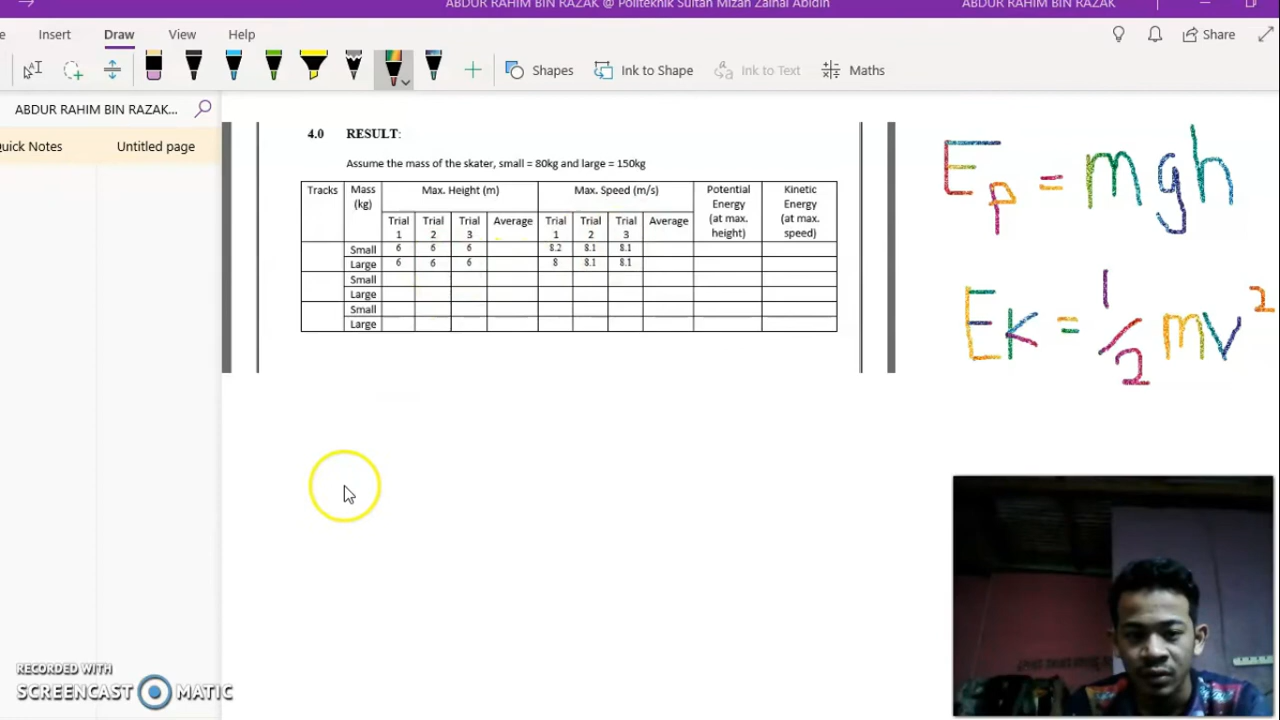 ABDUR RAHIM BIN RAZAK @ Politeknik Sultan Mizan Zainal Abidin
ABDUR RAHIM BIN RAZAK
Insert Draw View Help
Share
Shapes
Ink to Shape
Ink to Text
Maths
ABDUR RAHIM BIN RAZAK...
uick Notes
Untitled page
4.0 RESULT:
Assume the mass of the skater, small = 80kg and large = 150kg
Tracks Mass (kg) Max. Height (m) Max. Speed (m/s) Potential Energy (at max. height) Kinetic Energy (at max. speed)
Trial 1 Trial 2 Trial 3 Average Trial 1 Trial 2 Trial 3 Average
Small 6 6 6 8.2 8.1 8.1
Large 6 6 6 8 8.1 8.1
Small
Large
Small
Large
Ep = mgh
Ek = 1/2 mv²
RECORDED WITH
SCREENCAST MATIC